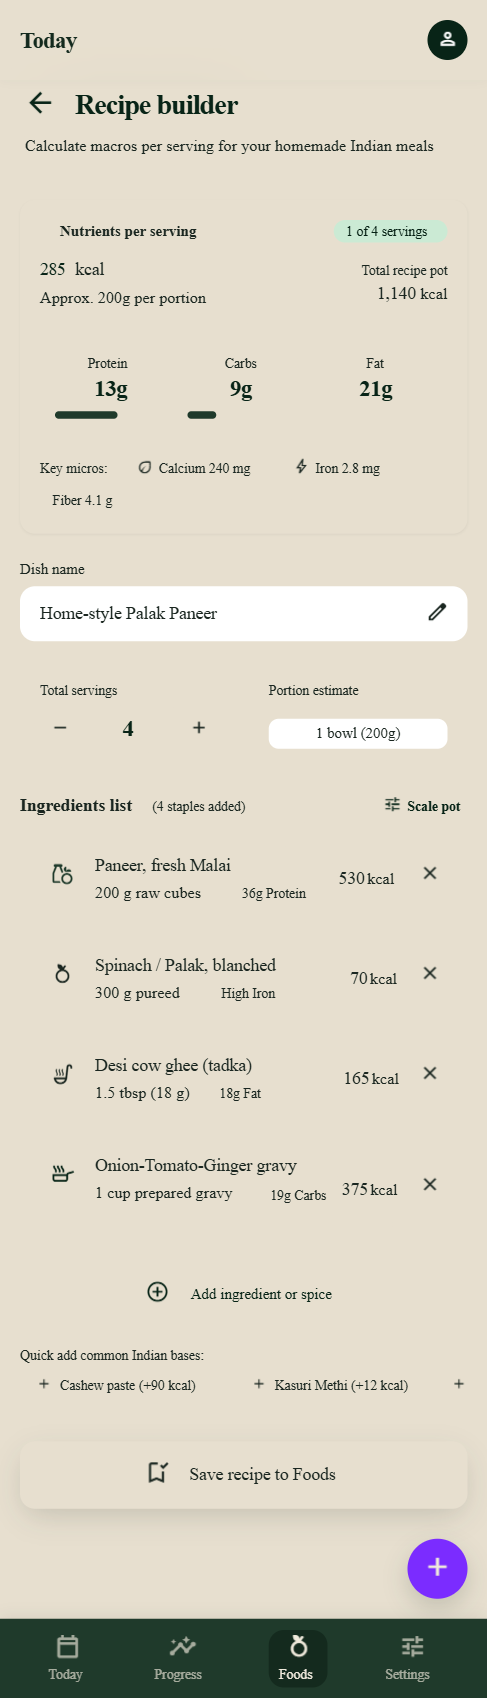 Today
Recipe builder
Calculate macros per serving for your homemade Indian meals
Nutrients per serving
1 of 4 servings
285 kcal
Total recipe pot
Approx. 200g per portion
1,140 kcal
Protein
Carbs
Fat
13g
9g
21g
Key micros:
Calcium 240 mg
Iron 2.8 mg
Fiber 4.1 g
Dish name
Home-style Palak Paneer
Total servings
Portion estimate
− 4 +
1 bowl (200g)
Ingredients list (4 staples added)
Scale pot
Paneer, fresh Malai
200 g raw cubes
36g Protein
530 kcal
Spinach / Palak, blanched
300 g pureed
High Iron
70 kcal
Desi cow ghee (tadka)
1.5 tbsp (18 g)
18g Fat
165 kcal
Onion-Tomato-Ginger gravy
1 cup prepared gravy
19g Carbs
375 kcal
Add ingredient or spice
Quick add common Indian bases:
+ Cashew paste (+90 kcal)
+ Kasuri Methi (+12 kcal)
+
Save recipe to Foods
+
Today
Progress
Foods
Settings